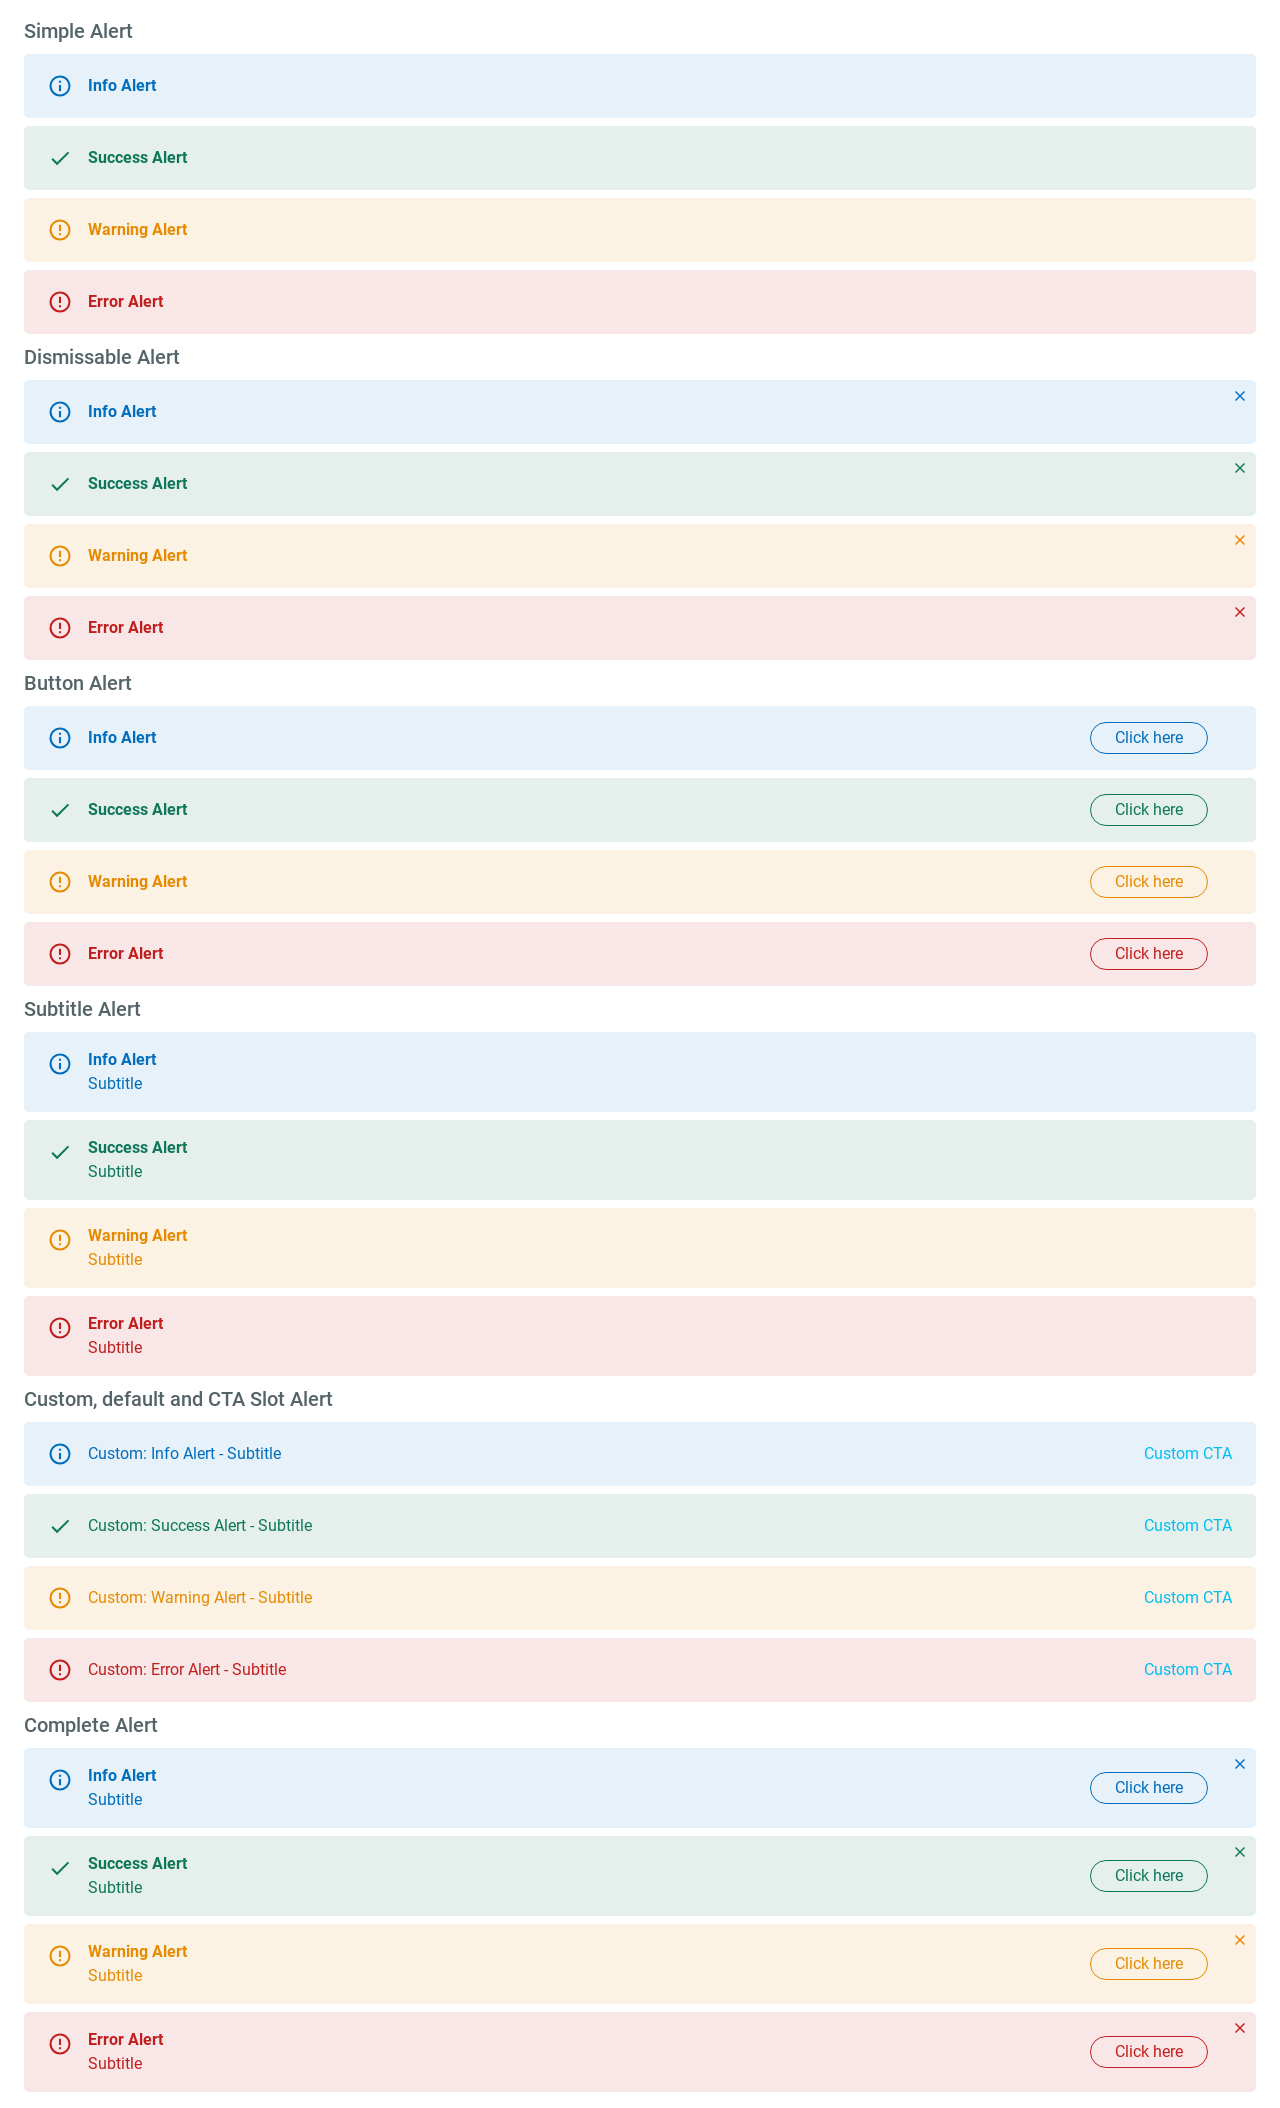 Simple Alert
Info Alert
Success Alert
Warning Alert
Error Alert
Dismissable Alert
Info Alert
Success Alert
Warning Alert
Error Alert
Button Alert
Info Alert Click here
Success Alert Click here
Warning Alert Click here
Error Alert Click here
Subtitle Alert
Info Alert
Subtitle
Success Alert
Subtitle
Warning Alert
Subtitle
Error Alert
Subtitle
Custom, default and CTA Slot Alert
Custom: Info Alert - Subtitle Custom CTA
Custom: Success Alert - Subtitle Custom CTA
Custom: Warning Alert - Subtitle Custom CTA
Custom: Error Alert - Subtitle Custom CTA
Complete Alert
Info Alert
Subtitle
Click here
Success Alert
Subtitle
Click here
Warning Alert
Subtitle
Click here
Error Alert
Subtitle
Click here